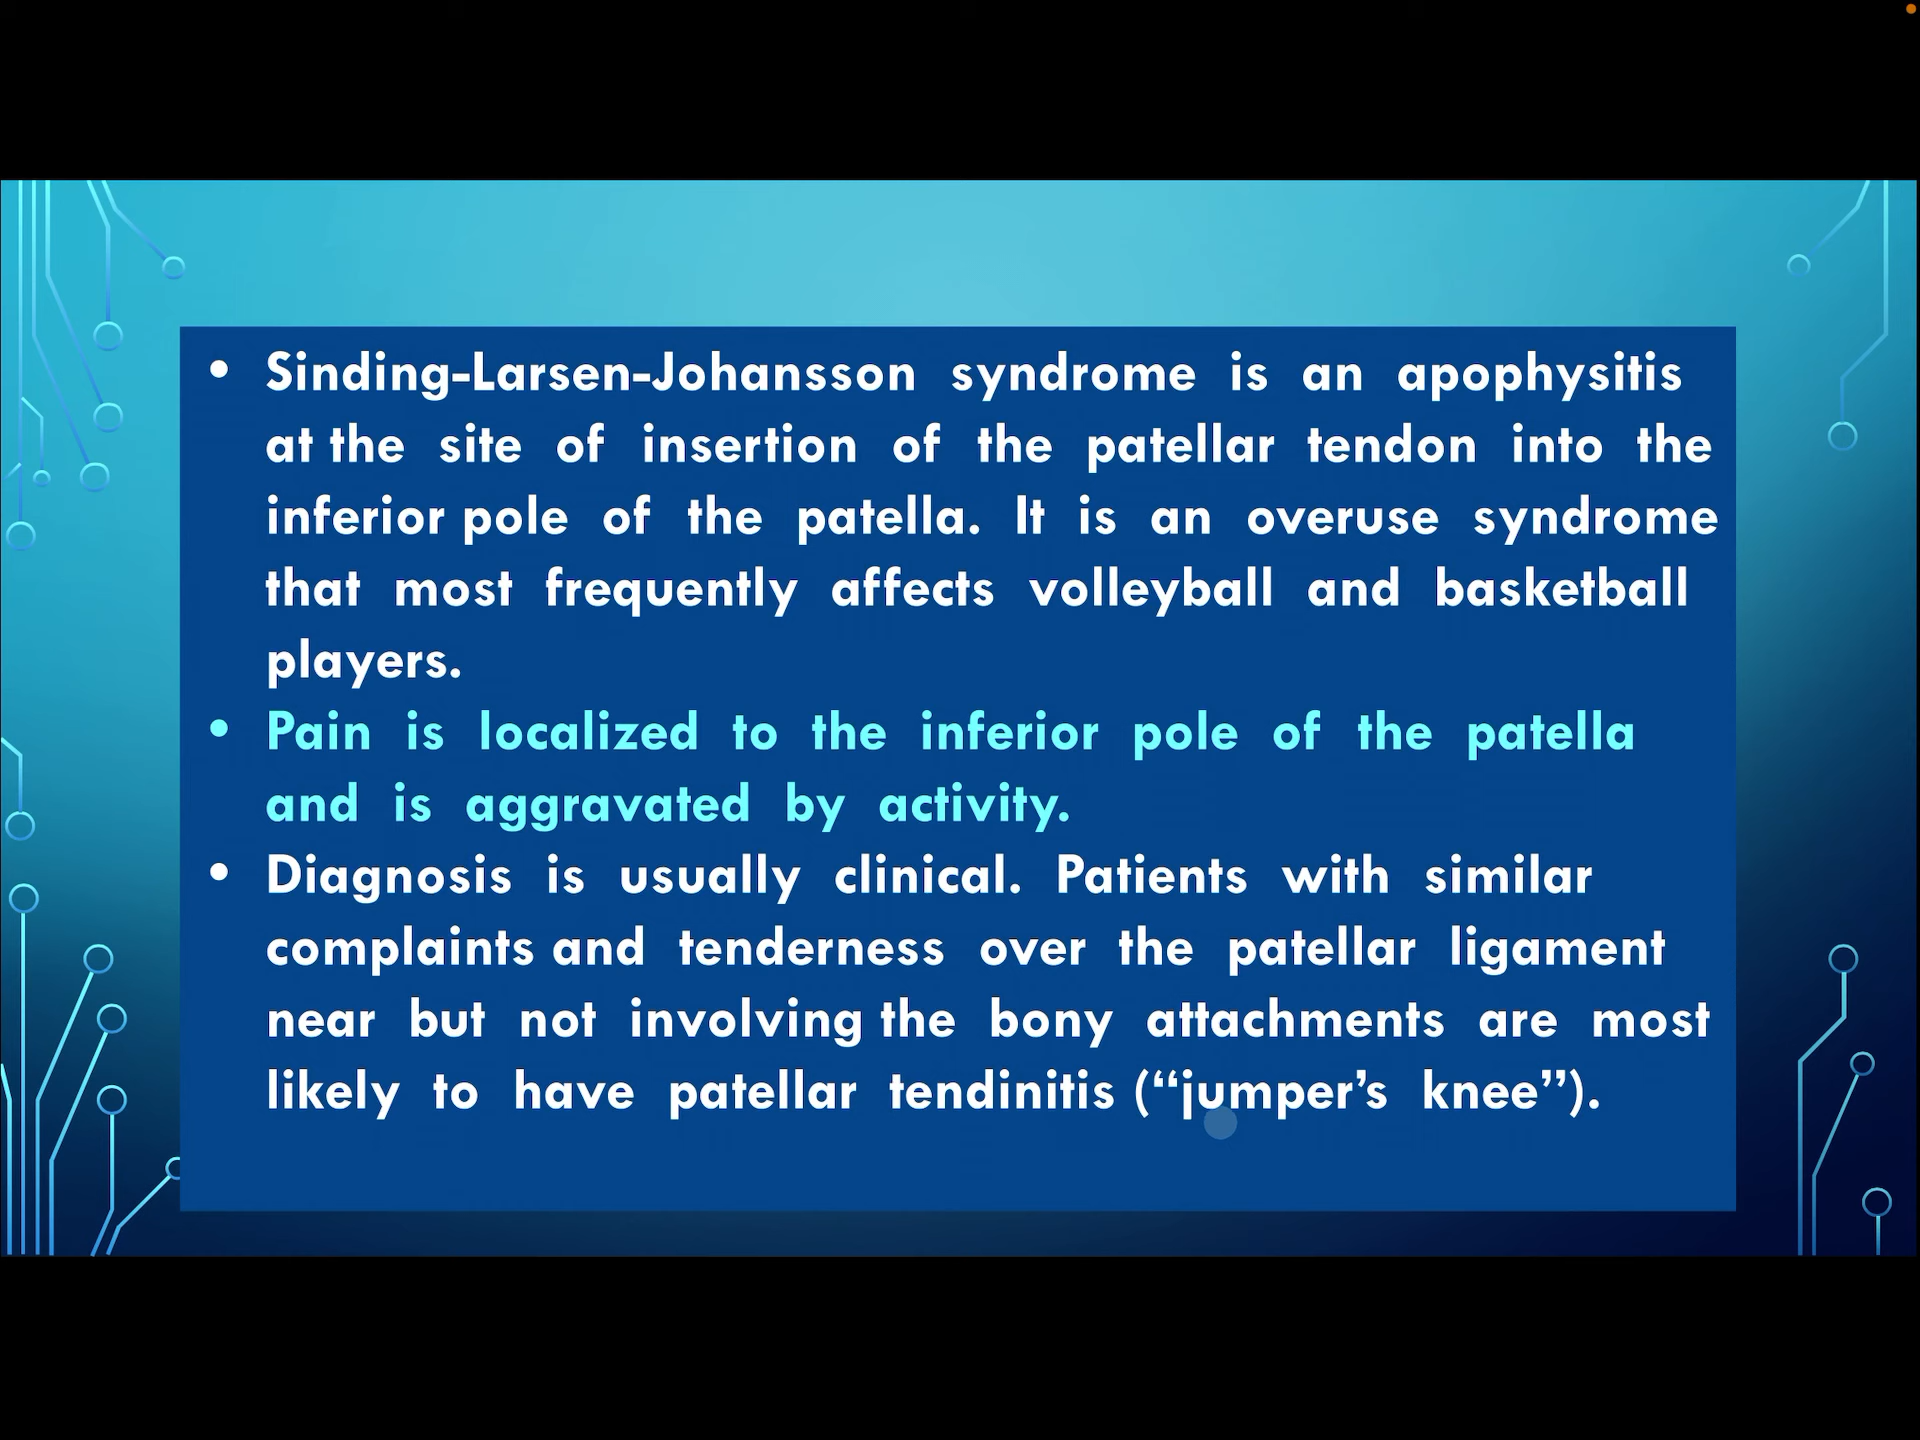 • Sinding-Larsen-Johansson syndrome is an apophysitis
at the site of insertion of the patellar tendon into the
inferior pole of the patella. It is an overuse syndrome
that most frequently affects volleyball and basketball
players.
• Pain is localized to the inferior pole of the patella
and is aggravated by activity.
• Diagnosis is usually clinical. Patients with similar
complaints and tenderness over the patellar ligament
near but not involving the bony attachments are most
likely to have patellar tendinitis (“jumper’s knee”).